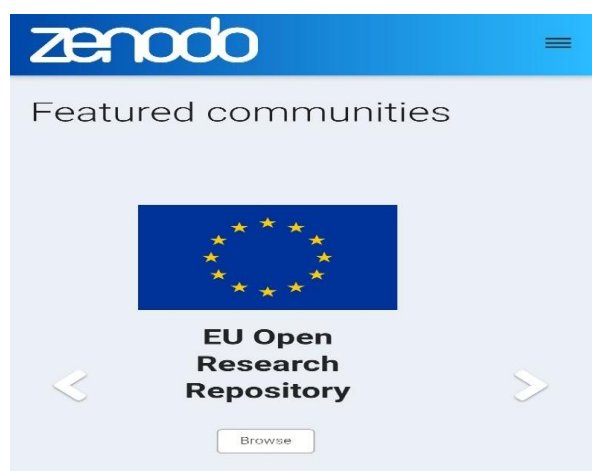 zenodo
Featured communities
EU Open
Research
Repository
Browse